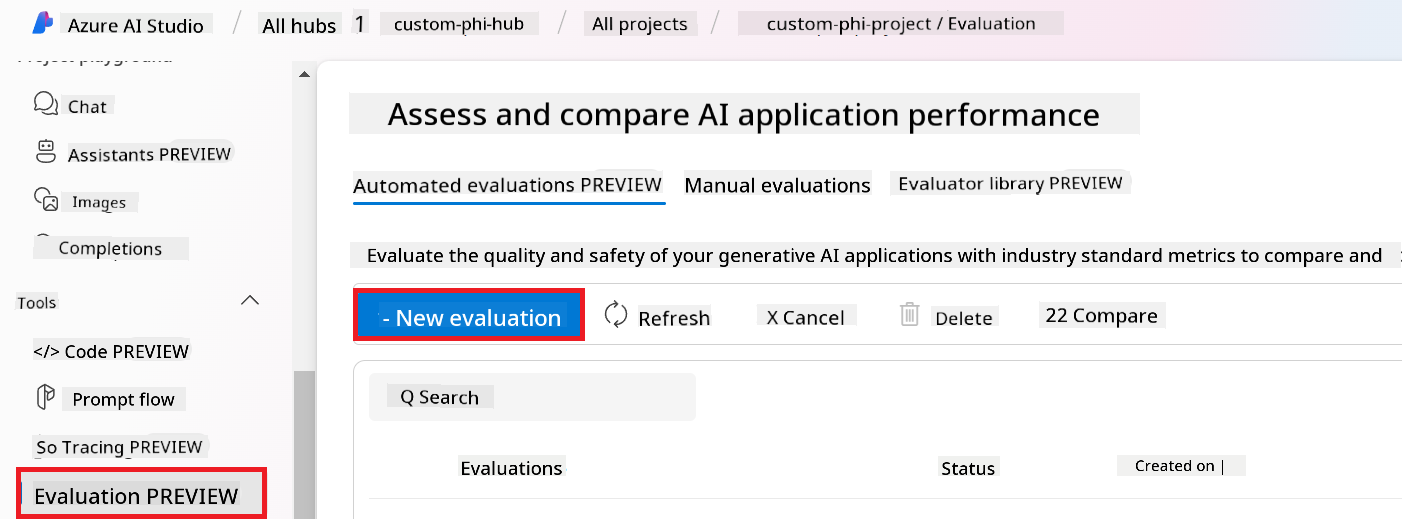 Azure AI Studio / All hubs 1 custom-phi-hub / All projects / custom-phi-project / Evaluation
Project playground
Chat
Assistants PREVIEW
Images
Completions
Tools
</> Code PREVIEW
Prompt flow
So Tracing PREVIEW
Evaluation PREVIEW
Assess and compare AI application performance
Automated evaluations PREVIEW Manual evaluations Evaluator library PREVIEW
Evaluate the quality and safety of your generative AI applications with industry standard metrics to compare and
- New evaluation Refresh X Cancel Delete 22 Compare
Q Search
Evaluations Status Created on |